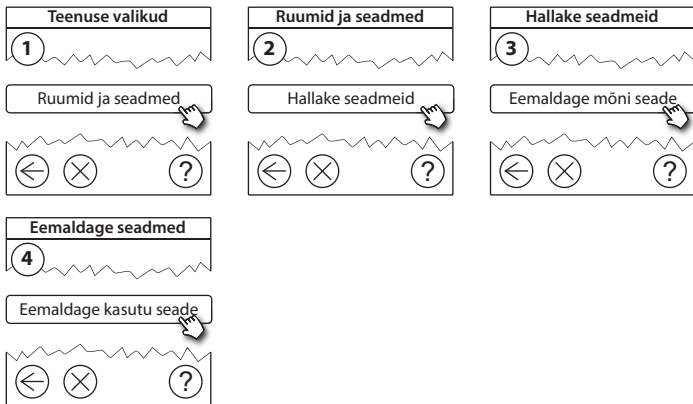 Teenuse valikud
1
Ruumid ja seadmed
?
Ruumid ja seadmed
2
Hallake seadmeid
?
Hallake seadmeid
3
Eemaldage mõni seade
?
Eemaldage seadmed
4
Eemaldage kasutu seade
?